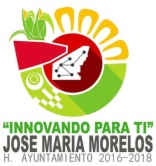 "INNOVANDO PARA TI"
JOSE MARIA MORELOS
H. AYUNTAMIENTO 2016-2018